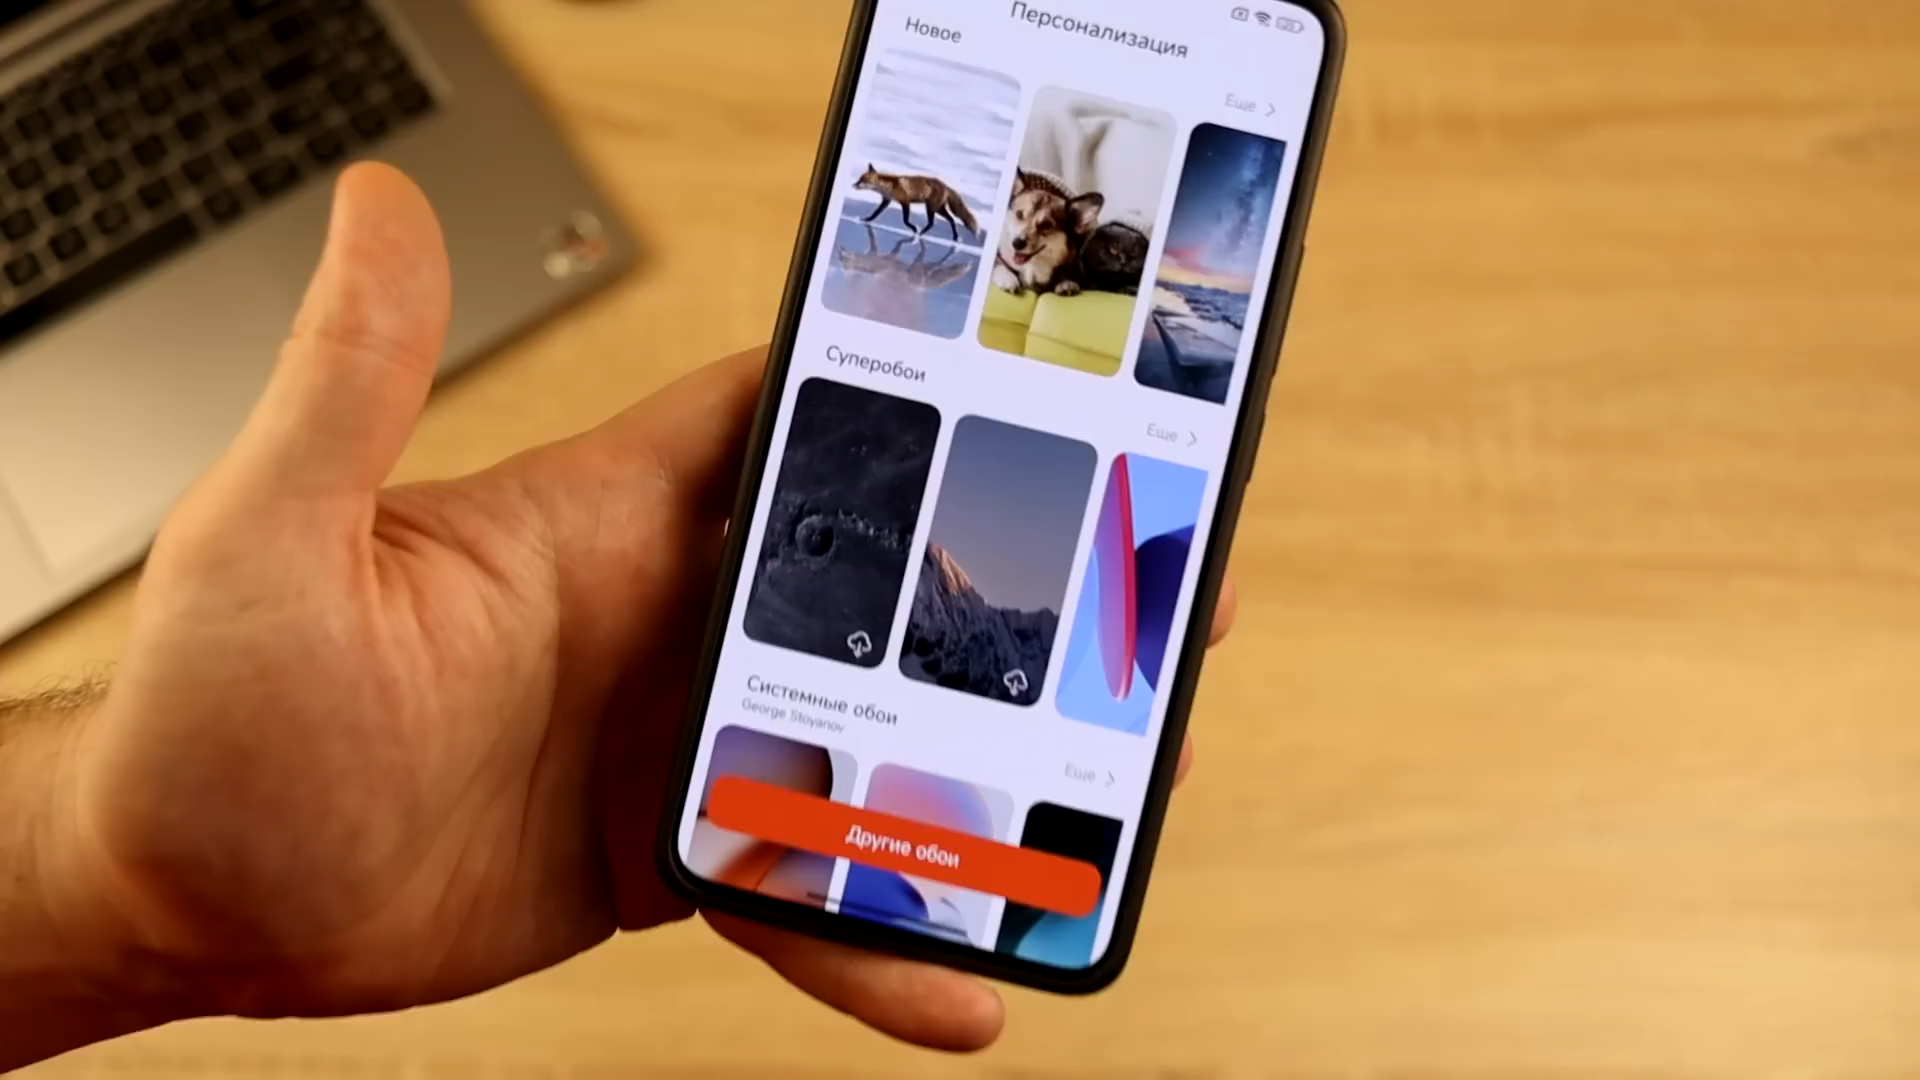 Персонализация
Новое
Еще
Суперобои
Еще
Системные обои
George Stoyanov
Еще
Другие обои